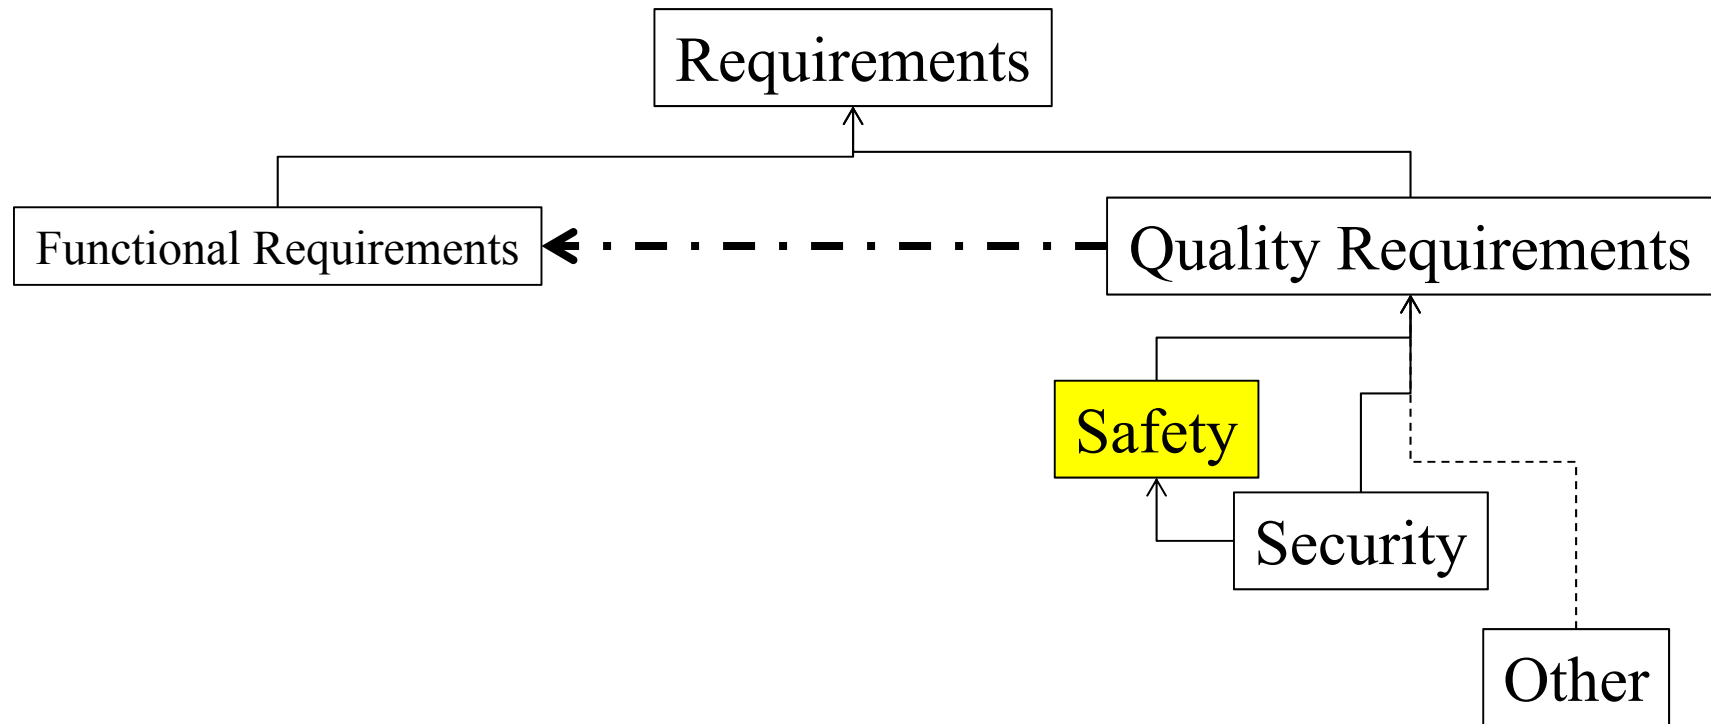 Requirements
Functional Requirements
Quality Requirements
Safety
Security
Other